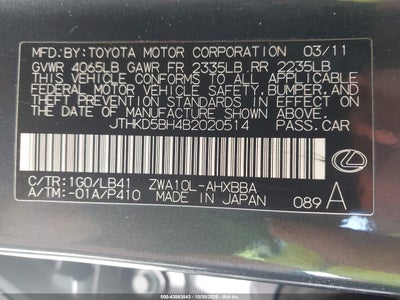 MFD.BY:TOYOTA MOTOR CORPORATION 03/11
GVWR 4065LB GAWR FR 2335LB RR 2235LB
THIS VEHICLE CONFORMS TO ALL APPLICABLE
FEDERAL MOTOR VEHICLE SAFETY, BUMPER, AND
THEFT PREVENTION STANDARDS IN EFFECT ON
THE DATE OF MANUFACTURE SHOWN ABOVE.
JTHKD5BH4B2020514 PASS.CAR
C/TR:1G0/LB41 ZWA10L-AHXBBA
A/TM:-01A/P410 MADE IN JAPAN 089 A
IAA